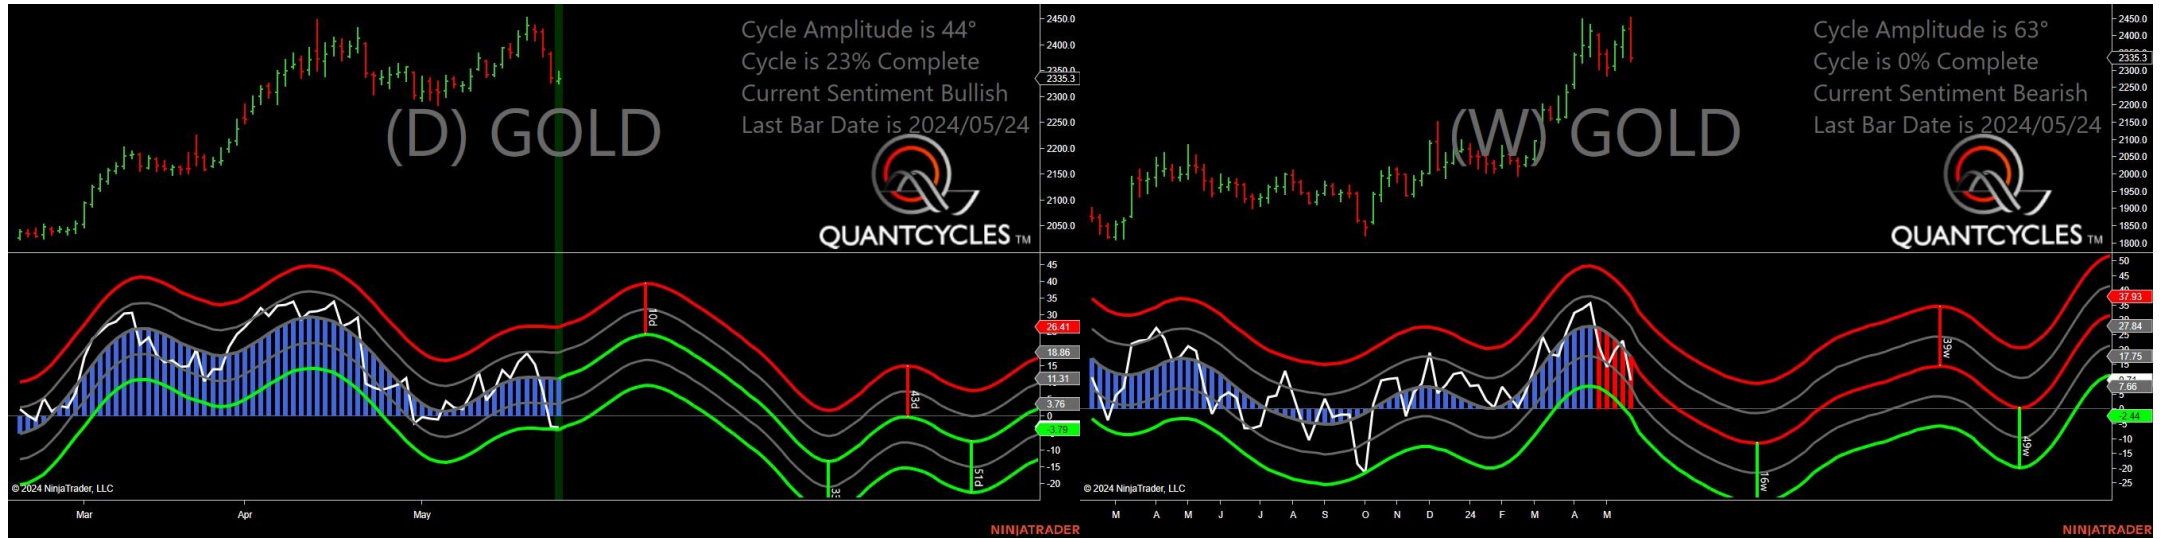 Cycle Amplitude is 44°
Cycle is 23% Complete
Current Sentiment Bullish
Last Bar Date is 2024/05/24
(D) GOLD
QUANTCYCLES TM
2450.0
2400.0
2335.3
2300.0
2250.0
2200.0
2150.0
2100.0
2050.0
45
40
35
30
26.41
18.86
15
11.31
3.76
0
-3.79
-10
-15
-20
10d
43d
51d
© 2024 NinjaTrader, LLC
Mar Apr May
NINJATRADER
Cycle Amplitude is 63°
Cycle is 0% Complete
Current Sentiment Bearish
Last Bar Date is 2024/05/24
(W) GOLD
QUANTCYCLES TM
2450.0
2400.0
2335.3
2300.0
2250.0
2200.0
2150.0
2100.0
2050.0
2000.0
1950.0
1900.0
1850.0
1800.0
50
45
37.93
27.84
17.75
7.66
-2.44
-10
-15
-20
-25
39w
16w
49w
© 2024 NinjaTrader, LLC
M A M J J A S O N D 24 F M A M
NINJATRADER